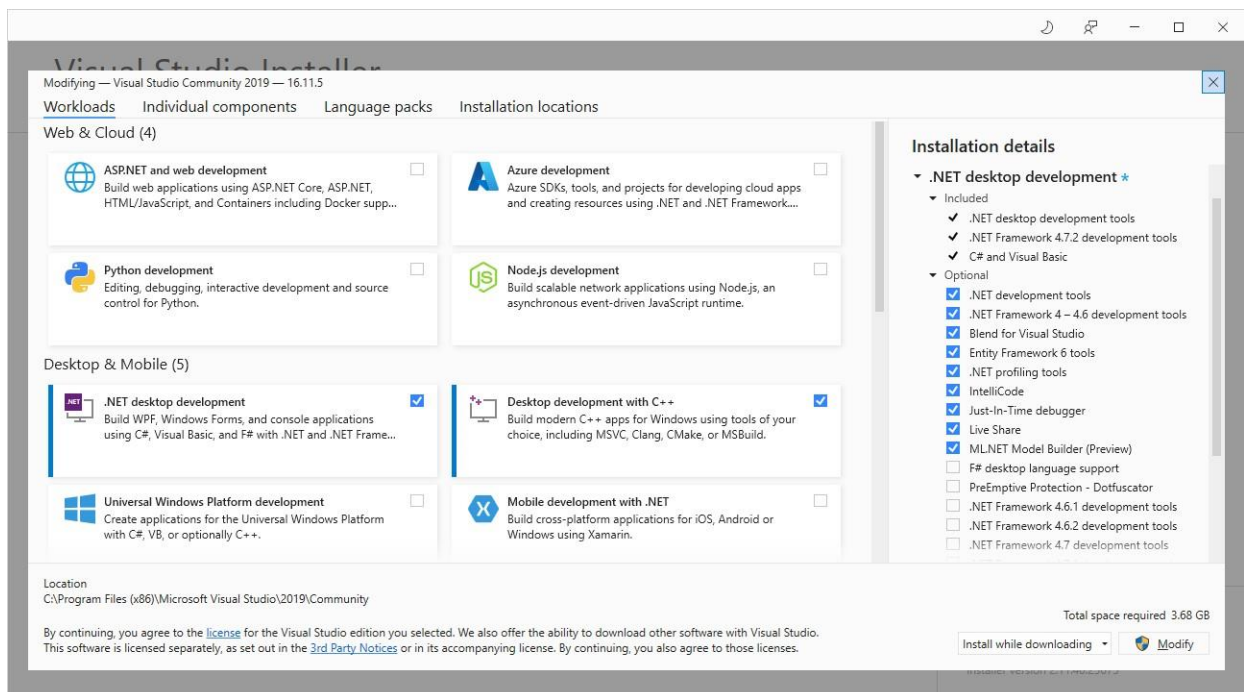 Visual Studio Installer
Modifying — Visual Studio Community 2019 — 16.11.5
Workloads Individual components Language packs Installation locations
Web & Cloud (4)
ASP.NET and web development
Build web applications using ASP.NET Core, ASP.NET,
HTML/JavaScript, and Containers including Docker supp...
Azure development
Azure SDKs, tools, and projects for developing cloud apps
and creating resources using .NET and .NET Framework....
Python development
Editing, debugging, interactive development and source
control for Python.
JS
Node.js development
Build scalable network applications using Node.js, an
asynchronous event-driven JavaScript runtime.
Desktop & Mobile (5)
.NET
.NET desktop development
Build WPF, Windows Forms, and console applications
using C#, Visual Basic, and F# with .NET and .NET Frame...
Desktop development with C++
Build modern C++ apps for Windows using tools of your
choice, including MSVC, Clang, CMake, or MSBuild.
Universal Windows Platform development
Create applications for the Universal Windows Platform
with C#, VB, or optionally C++.
Mobile development with .NET
Build cross-platform applications for iOS, Android or
Windows using Xamarin.
Installation details
.NET desktop development *
Included
.NET desktop development tools
.NET Framework 4.7.2 development tools
C# and Visual Basic
Optional
.NET development tools
.NET Framework 4 – 4.6 development tools
Blend for Visual Studio
Entity Framework 6 tools
.NET profiling tools
IntelliCode
Just-In-Time debugger
Live Share
ML.NET Model Builder (Preview)
F# desktop language support
PreEmptive Protection - Dotfuscator
.NET Framework 4.6.1 development tools
.NET Framework 4.6.2 development tools
.NET Framework 4.7 development tools
Location
C:\Program Files (x86)\Microsoft Visual Studio\2019\Community
By continuing, you agree to the license for the Visual Studio edition you selected. We also offer the ability to download other software with Visual Studio.
This software is licensed separately, as set out in the 3rd Party Notices or in its accompanying license. By continuing, you also agree to those licenses.
Total space required 3.68 GB
Install while downloading
Modify